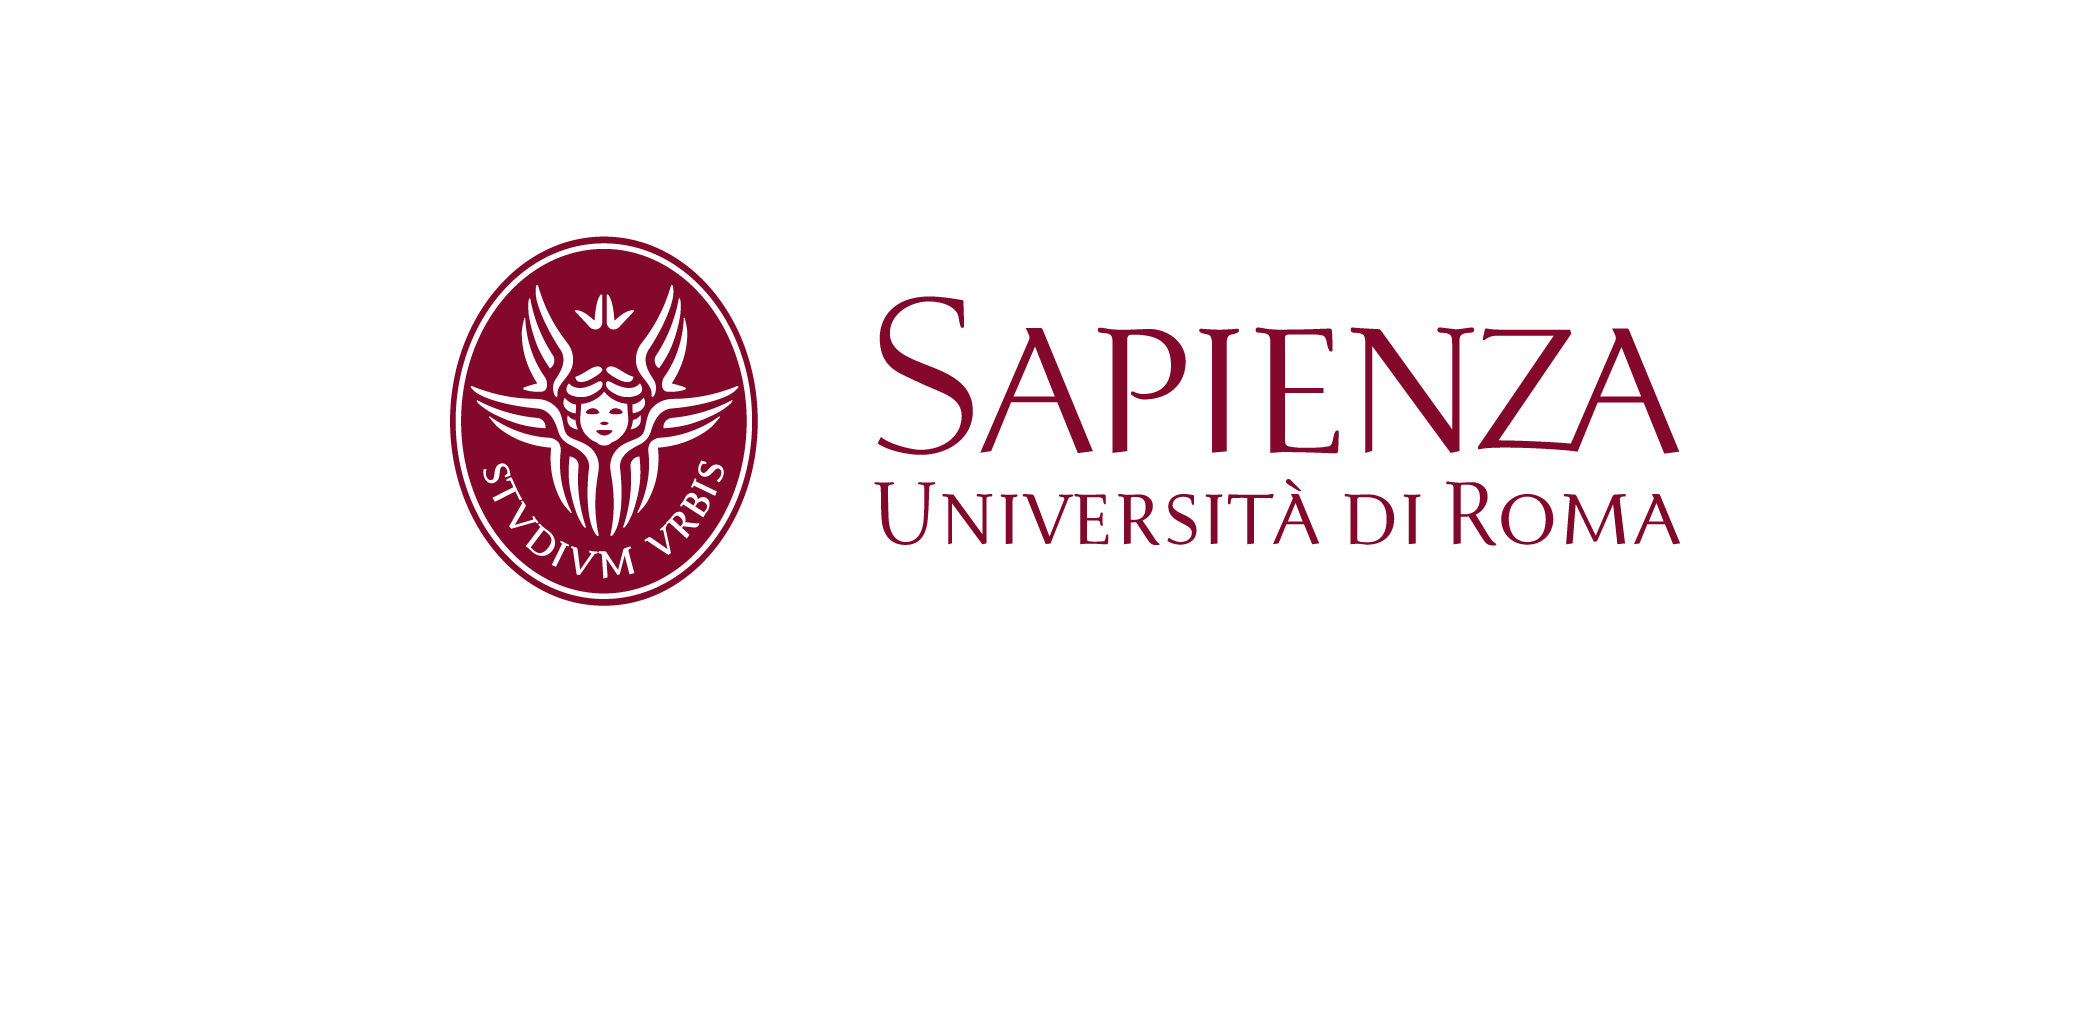 STVDIVM VRBIS
SAPIENZA
UNIVERSITÀ DI ROMA